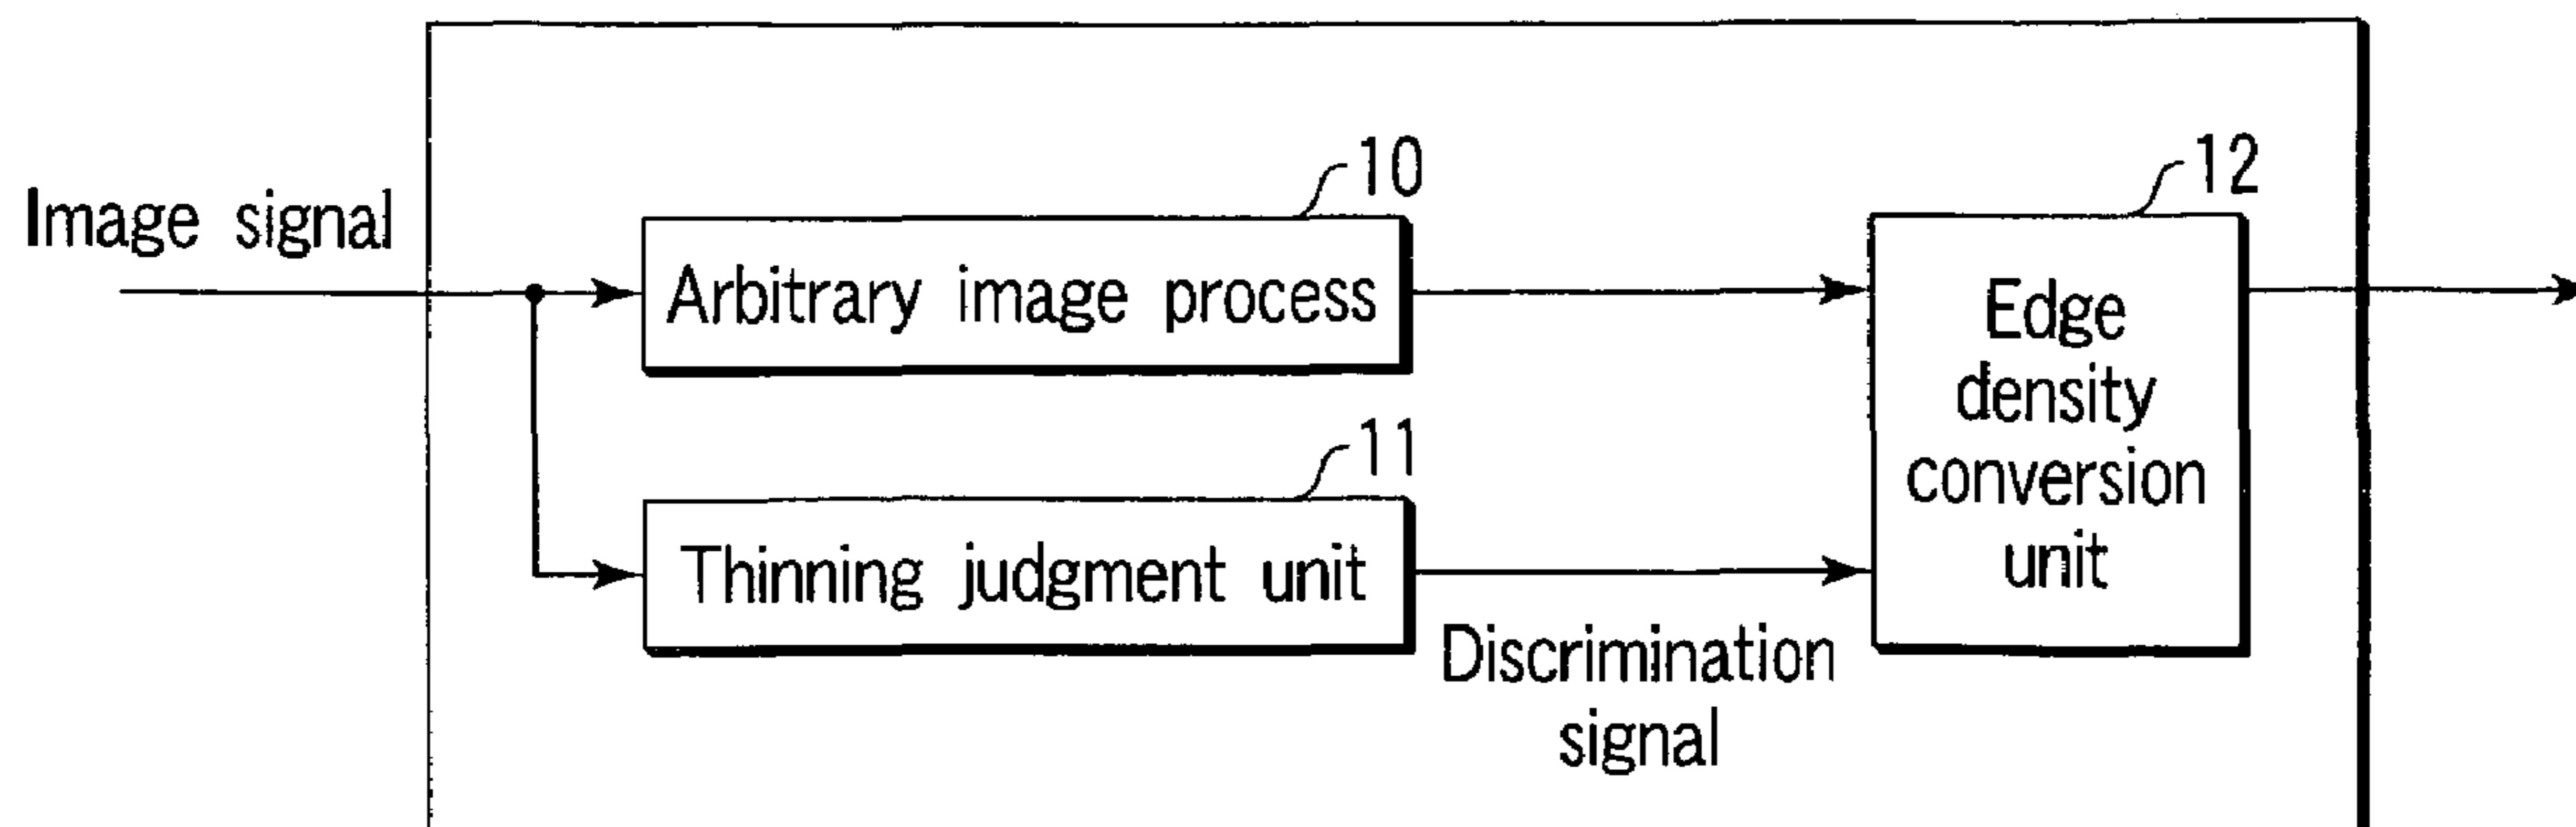 Image signal
10
Arbitrary image process
11
Thinning judgment unit
Discrimination
signal
12
Edge
density
conversion
unit